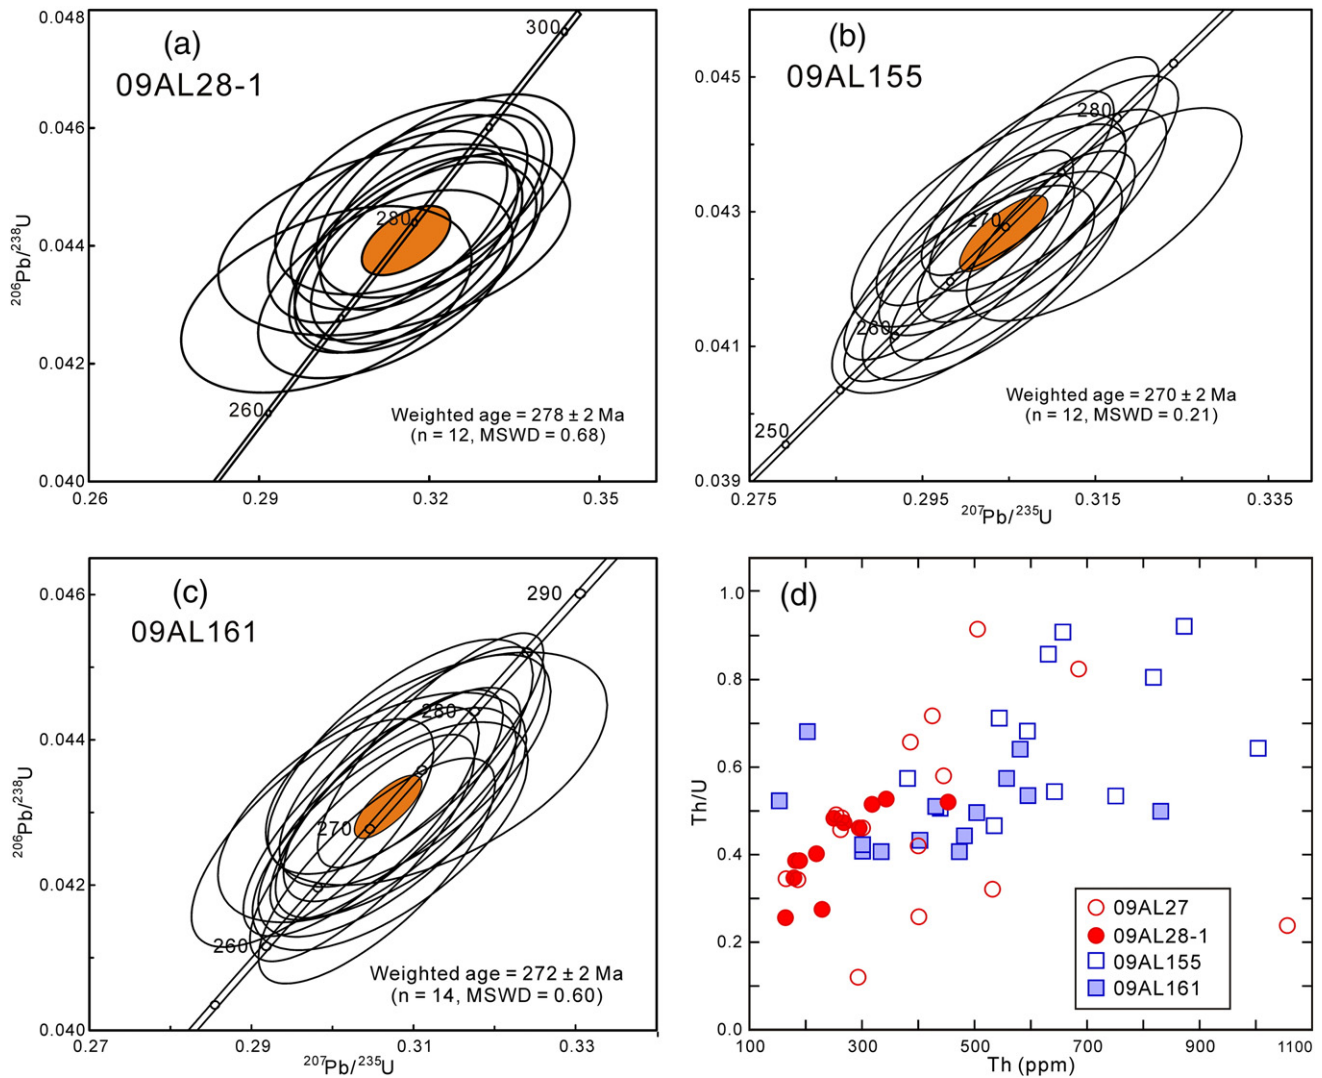 (a)
09AL28-1
0.048
0.046
0.044
0.042
0.040
206Pb/238U
300
280
260
Weighted age = 278 ± 2 Ma
(n = 12, MSWD = 0.68)
0.26
0.29
0.32
0.35
(b)
09AL155
0.045
0.043
0.041
0.039
280
270
260
250
Weighted age = 270 ± 2 Ma
(n = 12, MSWD = 0.21)
0.275
0.295
0.315
0.335
207Pb/235U
(c)
09AL161
0.046
0.044
0.042
0.040
206Pb/238U
290
280
270
260
Weighted age = 272 ± 2 Ma
(n = 14, MSWD = 0.60)
0.27
0.29
0.31
0.33
207Pb/235U
(d)
1.0
0.8
0.6
0.4
0.2
0.0
Th/U
09AL27
09AL28-1
09AL155
09AL161
100
300
500
700
900
1100
Th (ppm)